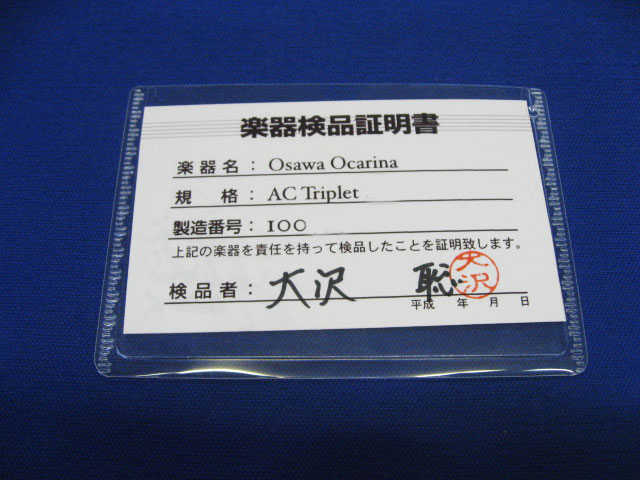 楽器検品証明書
楽器名： Osawa Ocarina
規　格： AC Triplet
製造番号： 100
上記の楽器を責任を持って検品したことを証明致します。
検品者： 大沢　聡 大沢
平成　年　月　日